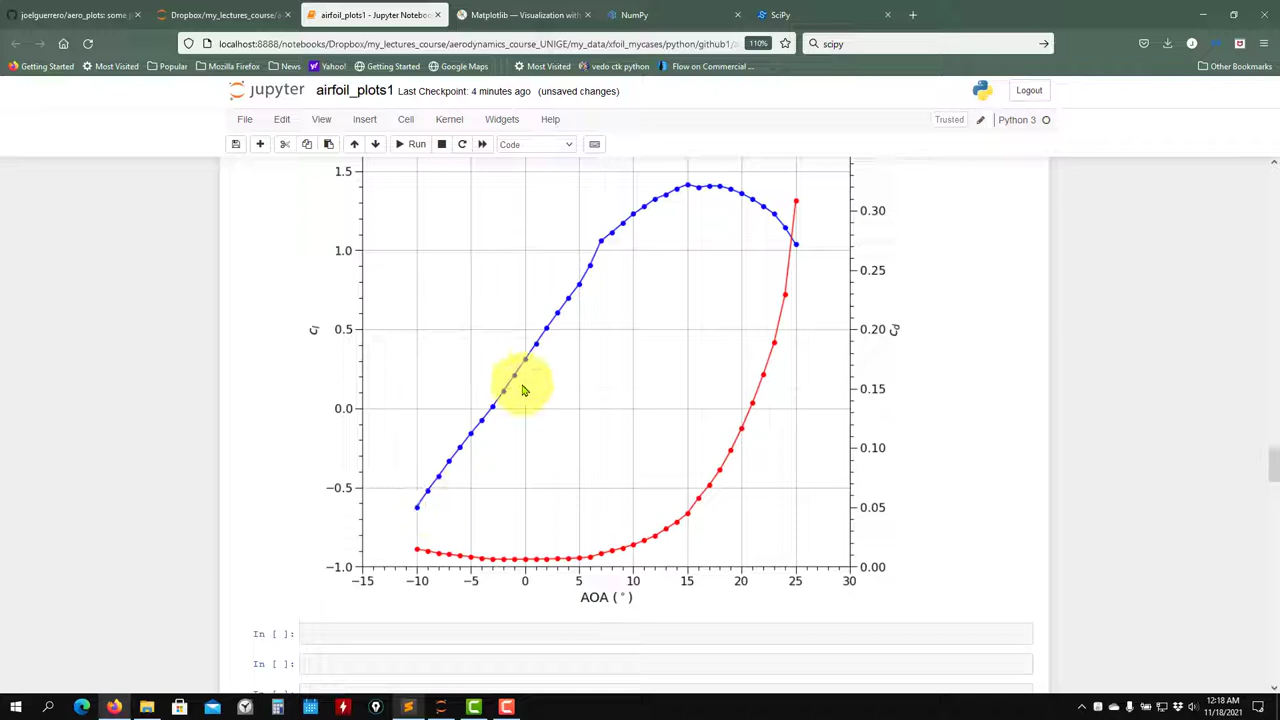 joelguerrero/aero_plots: some j
Dropbox/my_lectures_course/a
airfoil_plots1 - Jupyter Notebook
Matplotlib — Visualization with
NumPy
SciPy
localhost:8888/notebooks/Dropbox/my_lectures_course/aerodynamics_course_UNIGE/my_data/xfoil_mycases/python/github1/a
110%
scipy
Getting Started
Most Visited
Popular
Mozilla Firefox
News
Yahoo!
Getting Started
Google Maps
Most Visited
vedo ctk python
Flow on Commercial ...
Other Bookmarks
jupyter airfoil_plots1 Last Checkpoint: 4 minutes ago (unsaved changes)
Logout
File Edit View Insert Cell Kernel Widgets Help
Trusted
Python 3
Run
Code
1.5
1.0
0.5
0.0
−0.5
−1.0
c_l
0.30
0.25
0.20
0.15
0.10
0.05
0.00
c_d
−15 −10 −5 0 5 10 15 20 25 30
AOA (°)
In [ ]:
In [ ]:
12:18 AM
11/18/2021